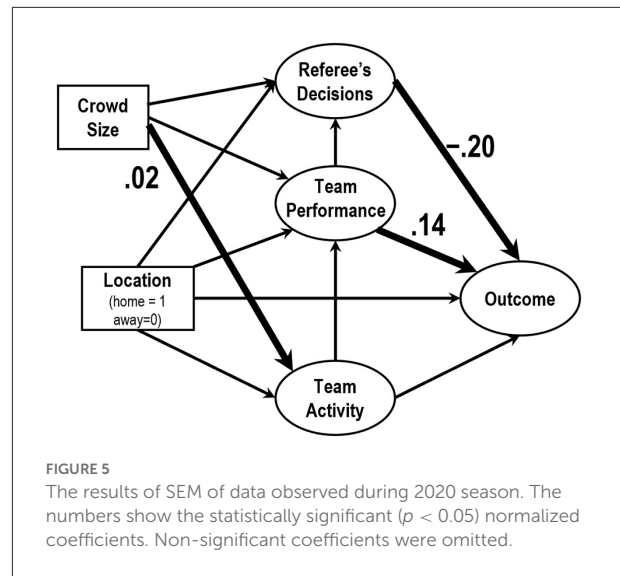 Referee's
Decisions
Crowd
Size
–.20
.02
Team
Performance
.14
Location
(home = 1
away=0)
Outcome
Team
Activity
FIGURE 5
The results of SEM of data observed during 2020 season. The
numbers show the statistically significant (p < 0.05) normalized
coefficients. Non-significant coefficients were omitted.